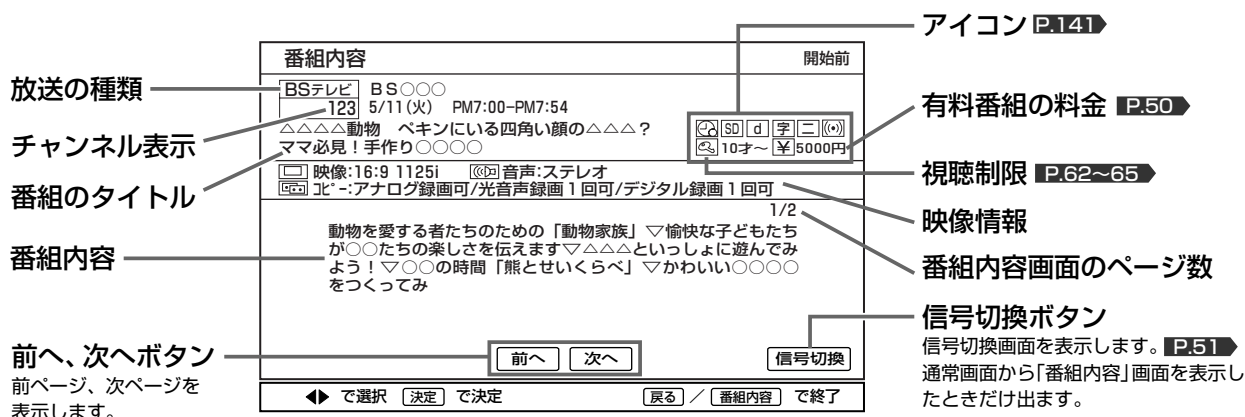 放送の種類
チャンネル表示
番組のタイトル
番組内容
前へ、次へボタン
前ページ、次ページを
表示します。
番組内容 開始前
BSテレビ BS○○○
123 5/11(火) PM7:00-PM7:54
△△△△動物 ペキンにいる四角い顔の△△△?
ママ必見!手作り○○○○
SD d 字 二
10才~ ¥ 5000円
映像:16:9 1125i 音声:ステレオ
コピー:アナログ録画可/光音声録画1回可/デジタル録画1回可
1/2
動物を愛する者たちのための「動物家族」▽愉快な子どもたち
が○○たちの楽しさを伝えます▽△△△といっしょに遊んでみ
よう!▽○○の時間「熊とせいくらべ」▽かわいい○○○○
をつくってみ
前へ 次へ 信号切換
で選択 決定 で決定 戻る / 番組内容 で終了
アイコン P.141
有料番組の料金 P.50
視聴制限 P.62~65
映像情報
番組内容画面のページ数
信号切換ボタン
信号切換画面を表示します。P.51
通常画面から「番組内容」画面を表示し
たときだけ出ます。